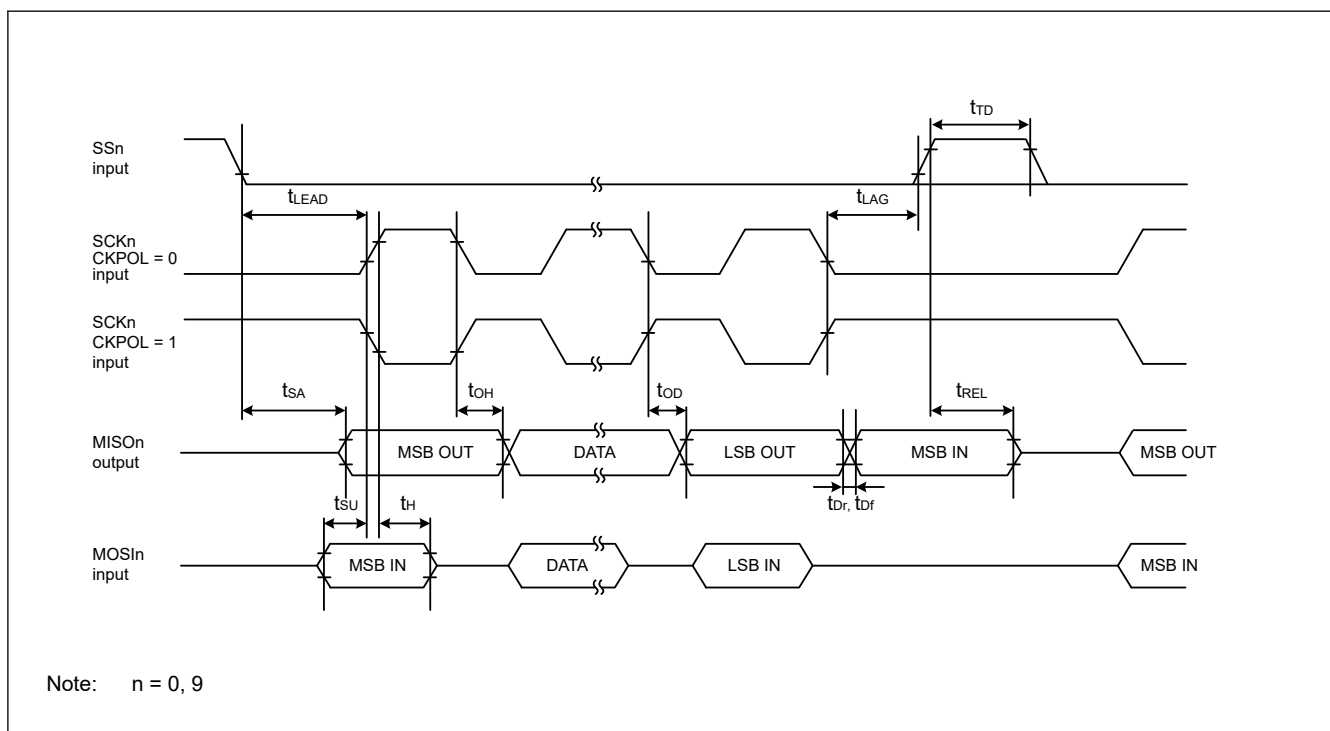 tTD
SSn
input
tLEAD
tLAG
SCKn
CKPOL = 0
input
SCKn
CKPOL = 1
input
tSA
tOH
tOD
tREL
MISOn
output
MSB OUT
DATA
LSB OUT
MSB IN
MSB OUT
tSU
tH
tDr, tDf
MOSIn
input
MSB IN
DATA
LSB IN
MSB IN
Note: n = 0, 9